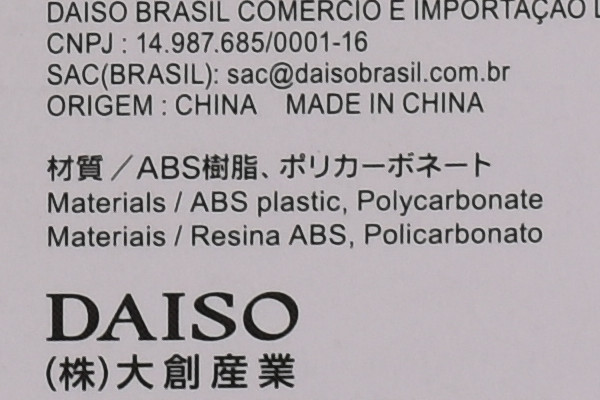 DAISO BRASIL COMERCIO E IMPORTAÇÃO
CNPJ : 14.987.685/0001-16
SAC(BRASIL): sac@daisobrasil.com.br
ORIGEM : CHINA MADE IN CHINA
材質／ABS樹脂、ポリカーボネート
Materials / ABS plastic, Polycarbonate
Materiais / Resina ABS, Policarbonato
DAISO
(株)大創産業